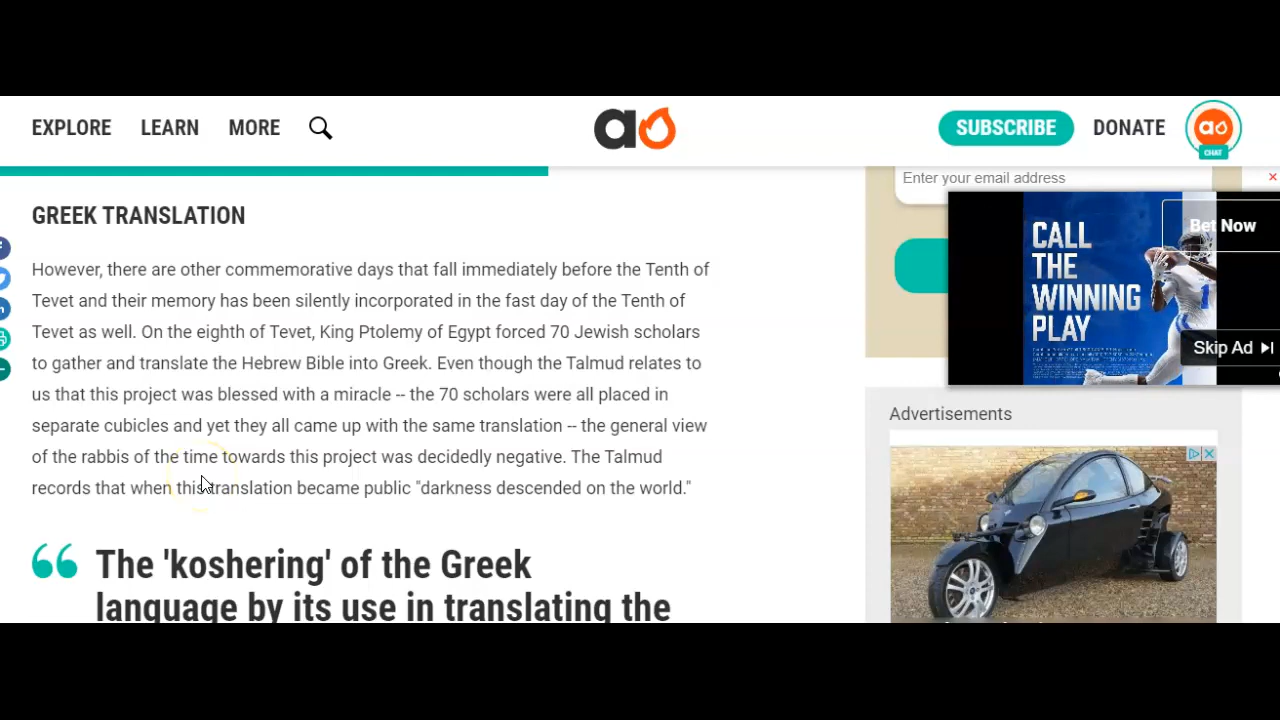 EXPLORE LEARN MORE
ao
SUBSCRIBE DONATE
ao
CHAT
GREEK TRANSLATION
However, there are other commemorative days that fall immediately before the Tenth of
Tevet and their memory has been silently incorporated in the fast day of the Tenth of
Tevet as well. On the eighth of Tevet, King Ptolemy of Egypt forced 70 Jewish scholars
to gather and translate the Hebrew Bible into Greek. Even though the Talmud relates to
us that this project was blessed with a miracle -- the 70 scholars were all placed in
separate cubicles and yet they all came up with the same translation -- the general view
of the rabbis of the time towards this project was decidedly negative. The Talmud
records that when this translation became public "darkness descended on the world."
The 'koshering' of the Greek
language by its use in translating the
Enter your email address
CALL
THE
WINNING
PLAY
Bet Now
Skip Ad
Advertisements